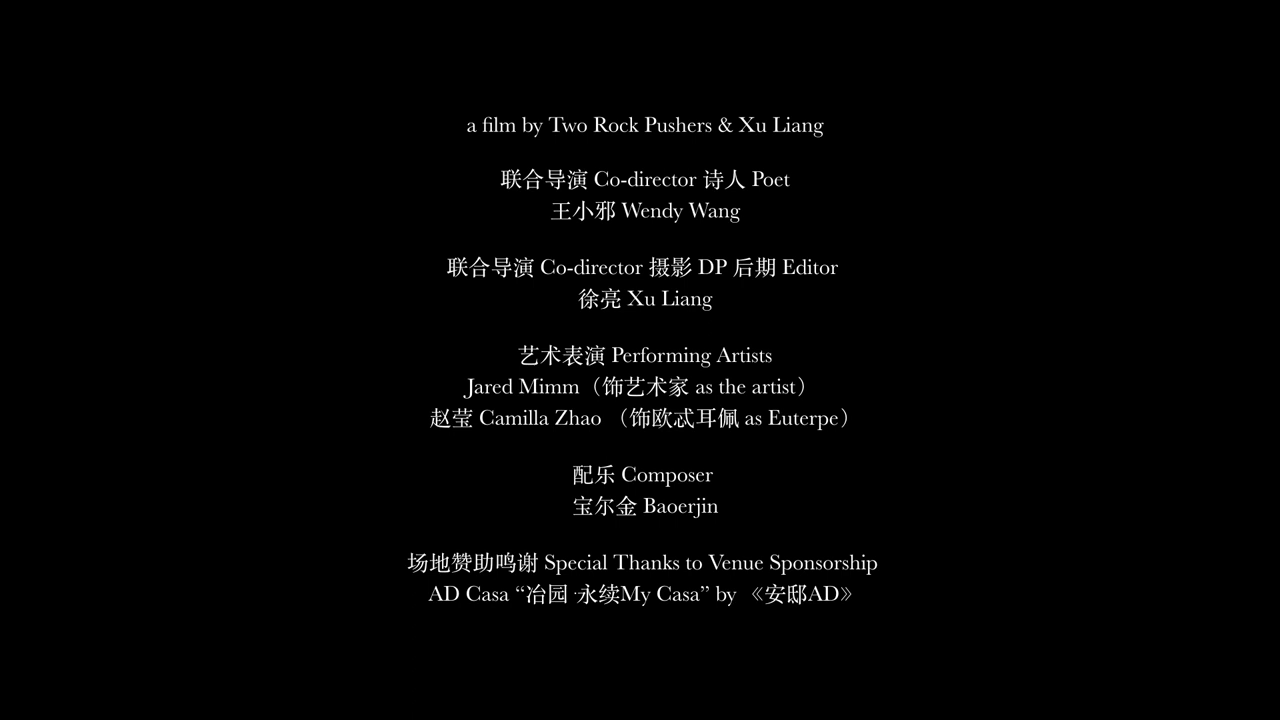 a film by Two Rock Pushers & Xu Liang
联合导演 Co-director 诗人 Poet
王小邪 Wendy Wang
联合导演 Co-director 摄影 DP 后期 Editor
徐亮 Xu Liang
艺术表演 Performing Artists
Jared Mimm（饰艺术家 as the artist）
赵莹 Camilla Zhao （饰欧忒耳佩 as Euterpe）
配乐 Composer
宝尔金 Baoerjin
场地赞助鸣谢 Special Thanks to Venue Sponsorship
AD Casa “冶园·永续My Casa” by 《安邸AD》